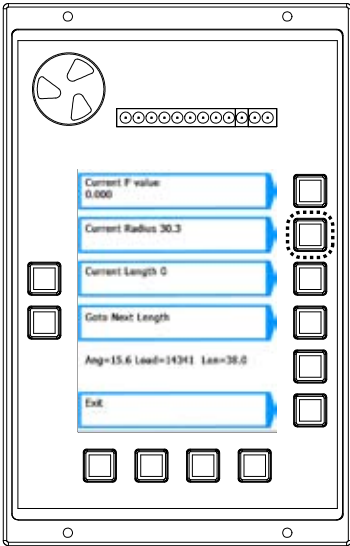 Current P value
0.000
Current Radius 30.3
Current Length 0
Goto Next Length
Ang=15.6 Load=14341 Len=38.0
Exit